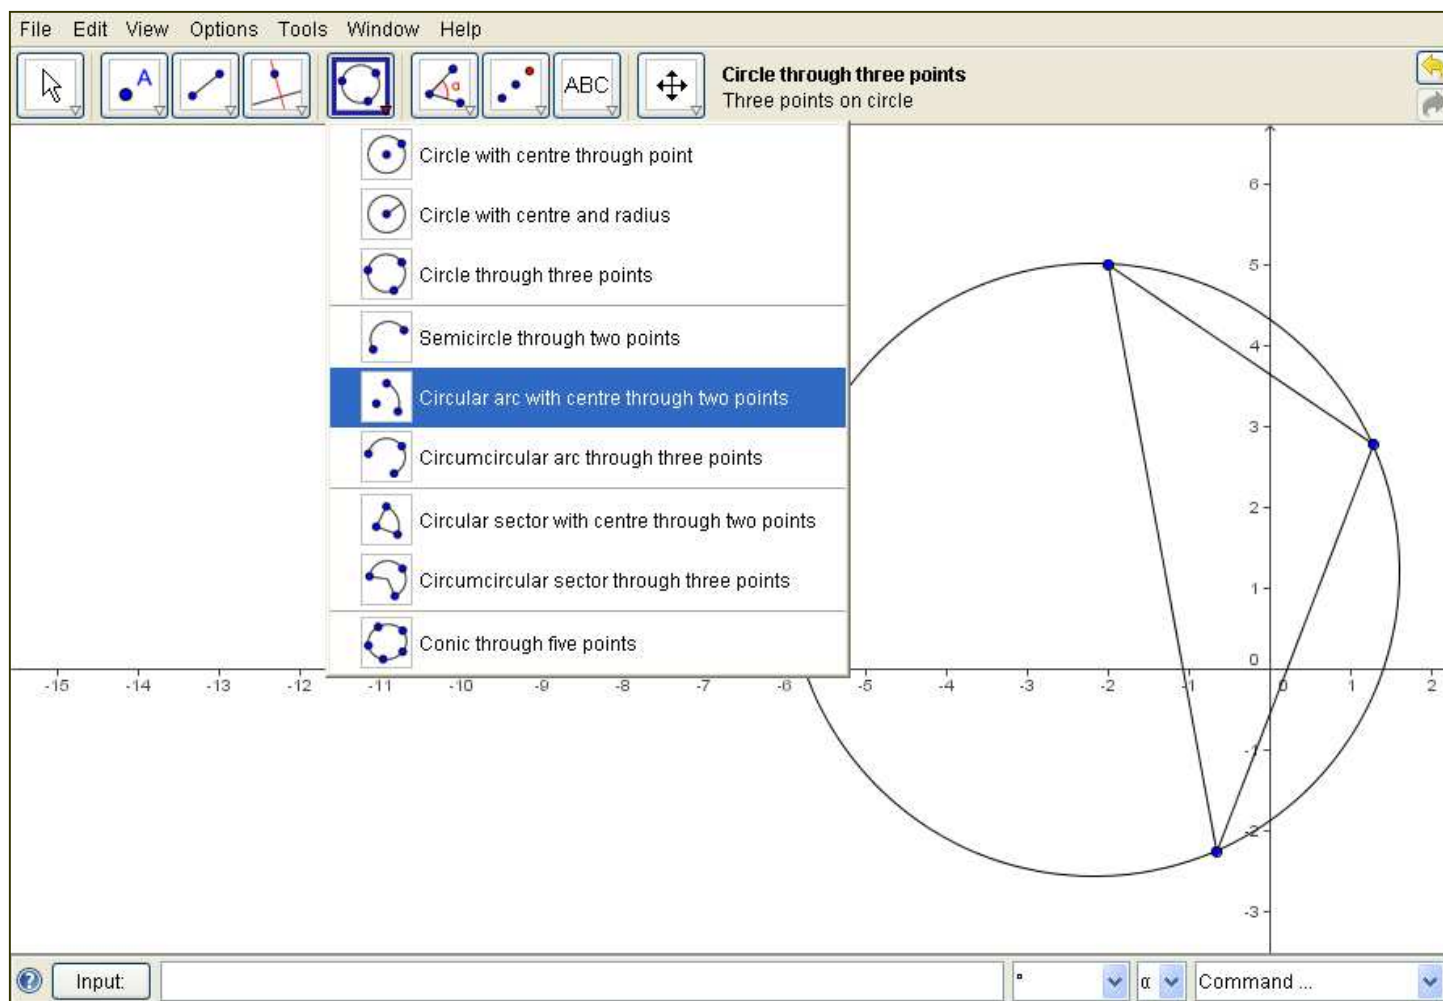 File Edit View Options Tools Window Help
A
α
ABC
Circle through three points
Three points on circle
Circle with centre through point
Circle with centre and radius
Circle through three points
Semicircle through two points
Circular arc with centre through two points
Circumcircular arc through three points
Circular sector with centre through two points
Circumcircular sector through three points
Conic through five points
6
5
4
3
2
1
0
-1
-2
-3
-15 -14 -13 -12 -11 -10 -9 -8 -7 -6 -5 -4 -3 -2 -1 0 1 2
Input:
° α Command ...